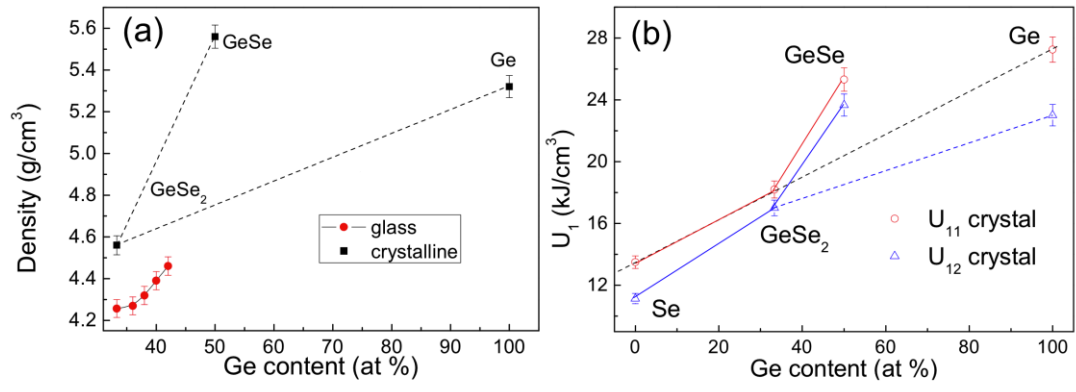 (a)
5.6
5.4
5.2
5.0
4.8
4.6
4.4
4.2
Density (g/cm³)
GeSe
Ge
GeSe₂
glass
crystalline
40 50 60 70 80 90 100
Ge content (at %)
(b)
28
24
20
16
12
U₁ (kJ/cm³)
GeSe
Ge
GeSe₂
Se
U₁₁ crystal
U₁₂ crystal
0 20 40 60 80 100
Ge content (at %)